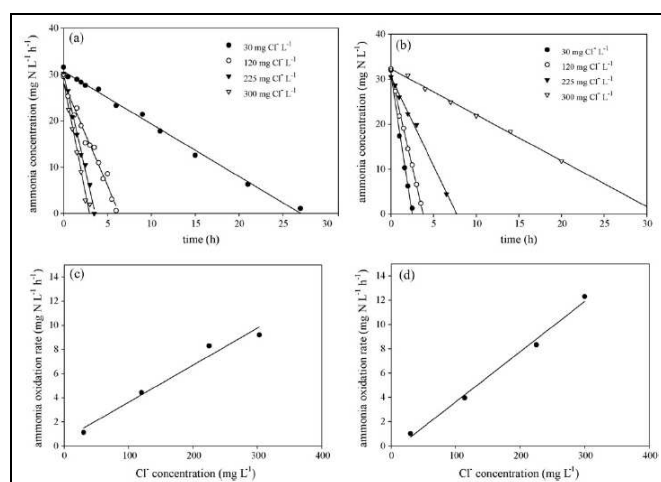 (a)
30 mg Cl⁻ L⁻¹
120 mg Cl⁻ L⁻¹
225 mg Cl⁻ L⁻¹
300 mg Cl⁻ L⁻¹
ammonia concentration (mg N L⁻¹ h⁻¹)
40
30
20
10
0
0 5 10 15 20 25 30
time (h)
(b)
30 mg Cl⁻ L⁻¹
120 mg Cl⁻ L⁻¹
225 mg Cl⁻ L⁻¹
300 mg Cl⁻ L⁻¹
ammonia concentration (mg N L⁻¹ h⁻¹)
40
30
20
10
0
0 5 10 15 20 25 30
time (h)
(c)
ammonia oxidation rate (mg N L⁻¹ h⁻¹)
14
12
10
8
6
4
2
0
0 100 200 300 400
Cl⁻ concentration (mg L⁻¹)
(d)
ammonia oxidation rate (mg N L⁻¹ h⁻¹)
14
12
10
8
6
4
2
0
0 100 200 300 400
Cl⁻ concentration (mg L⁻¹)